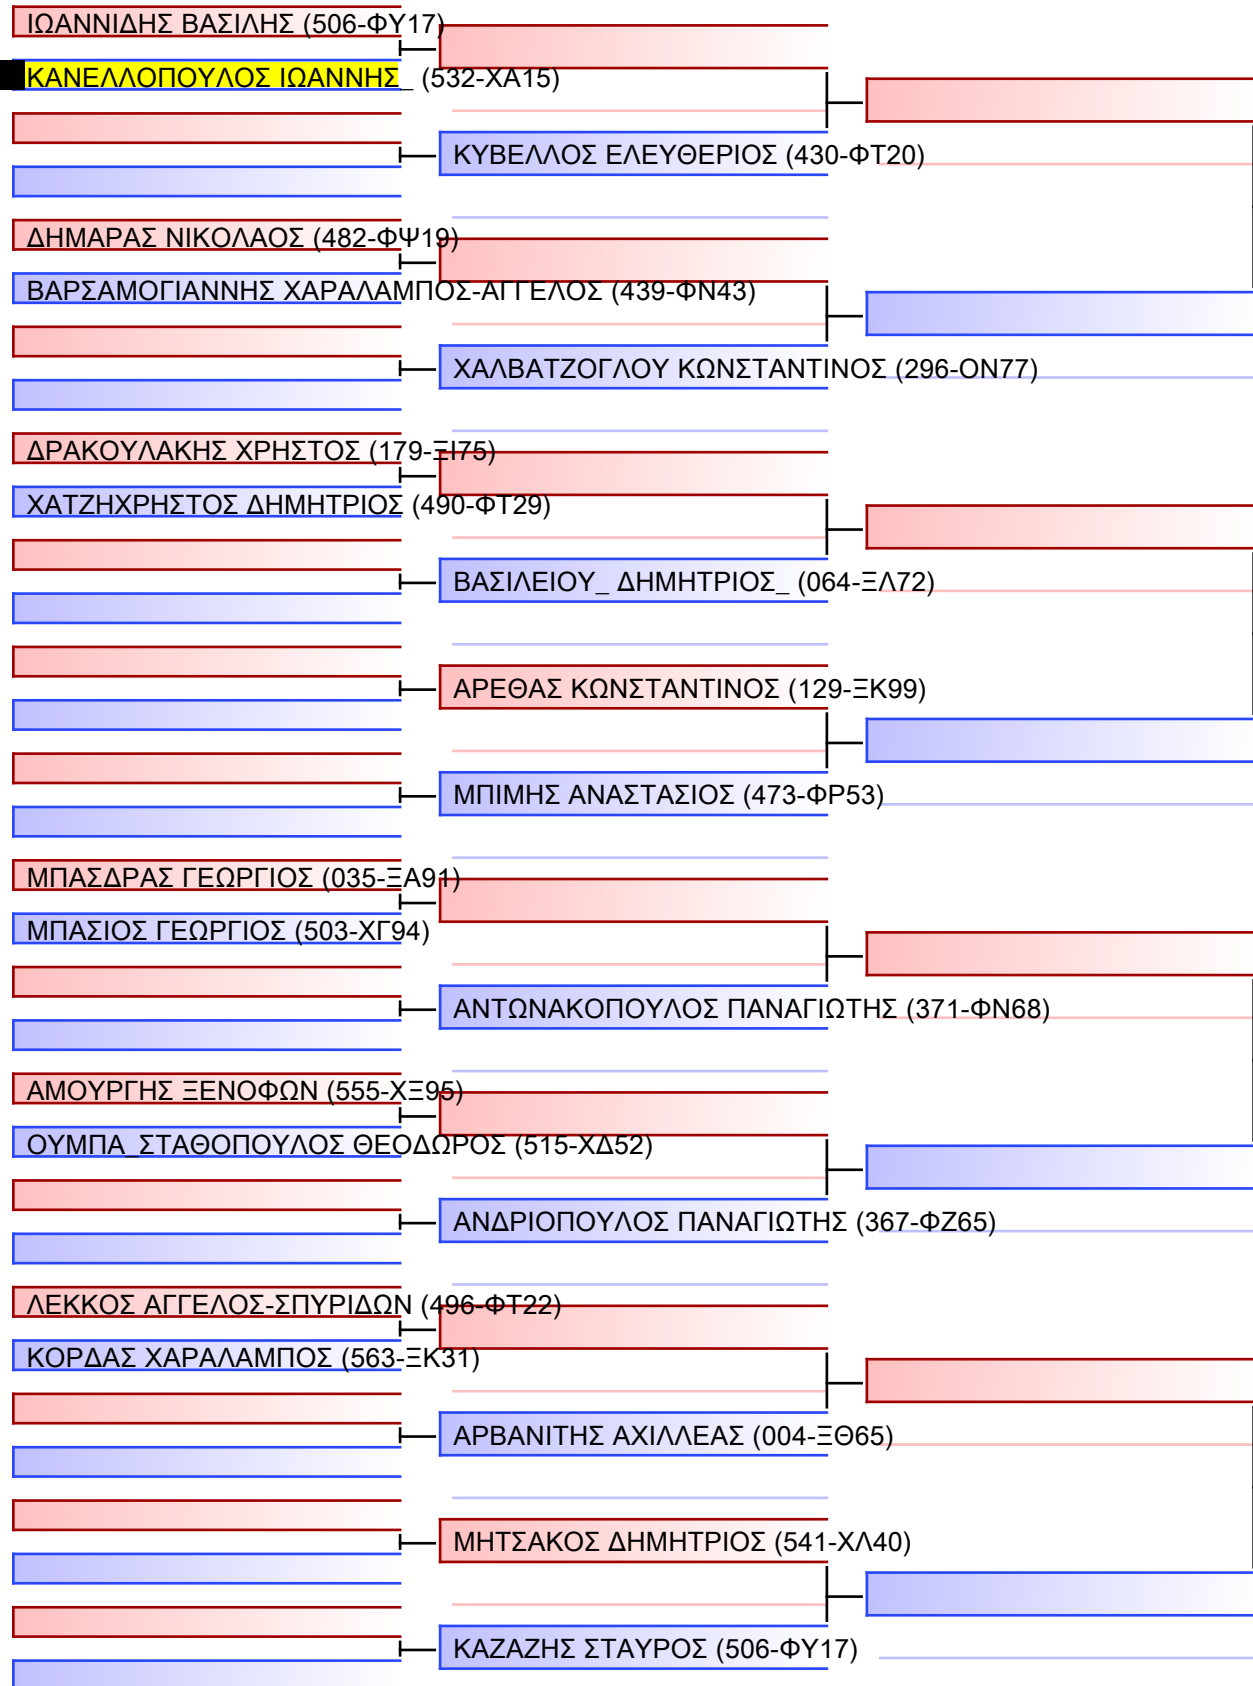 ΙΩΑΝΝΙΔΗΣ ΒΑΣΙΛΗΣ (506-ΦΥ17)
ΚΑΝΕΛΛΟΠΟΥΛΟΣ ΙΩΑΝΝΗΣ_ (532-ΧΑ15)
ΚΥΒΕΛΛΟΣ ΕΛΕΥΘΕΡΙΟΣ (430-ΦΤ20)
ΔΗΜΑΡΑΣ ΝΙΚΟΛΑΟΣ (482-ΦΨ19)
ΒΑΡΣΑΜΟΓΙΑΝΝΗΣ ΧΑΡΑΛΑΜΠΟΣ-ΑΓΓΕΛΟΣ (439-ΦΝ43)
ΧΑΛΒΑΤΖΟΓΛΟΥ ΚΩΝΣΤΑΝΤΙΝΟΣ (296-ΟΝ77)
ΔΡΑΚΟΥΛΑΚΗΣ ΧΡΗΣΤΟΣ (179-ΞΙ75)
ΧΑΤΖΗΧΡΗΣΤΟΣ ΔΗΜΗΤΡΙΟΣ (490-ΦΤ29)
ΒΑΣΙΛΕΙΟΥ_ ΔΗΜΗΤΡΙΟΣ_ (064-ΞΛ72)
ΑΡΕΘΑΣ ΚΩΝΣΤΑΝΤΙΝΟΣ (129-ΞΚ99)
ΜΠΙΜΗΣ ΑΝΑΣΤΑΣΙΟΣ (473-ΦΡ53)
ΜΠΑΣΔΡΑΣ ΓΕΩΡΓΙΟΣ (035-ΞΑ91)
ΜΠΑΣΙΟΣ ΓΕΩΡΓΙΟΣ (503-ΧΓ94)
ΑΝΤΩΝΑΚΟΠΟΥΛΟΣ ΠΑΝΑΓΙΩΤΗΣ (371-ΦΝ68)
ΑΜΟΥΡΓΗΣ ΞΕΝΟΦΩΝ (555-ΧΞ95)
ΟΥΜΠΑ_ΣΤΑΘΟΠΟΥΛΟΣ ΘΕΟΔΩΡΟΣ (515-ΧΔ52)
ΑΝΔΡΙΟΠΟΥΛΟΣ ΠΑΝΑΓΙΩΤΗΣ (367-ΦΖ65)
ΛΕΚΚΟΣ ΑΓΓΕΛΟΣ-ΣΠΥΡΙΔΩΝ (496-ΦΤ22)
ΚΟΡΔΑΣ ΧΑΡΑΛΑΜΠΟΣ (563-ΞΚ31)
ΑΡΒΑΝΙΤΗΣ ΑΧΙΛΛΕΑΣ (004-ΞΘ65)
ΜΗΤΣΑΚΟΣ ΔΗΜΗΤΡΙΟΣ (541-ΧΛ40)
ΚΑΖΑΖΗΣ ΣΤΑΥΡΟΣ (506-ΦΥ17)